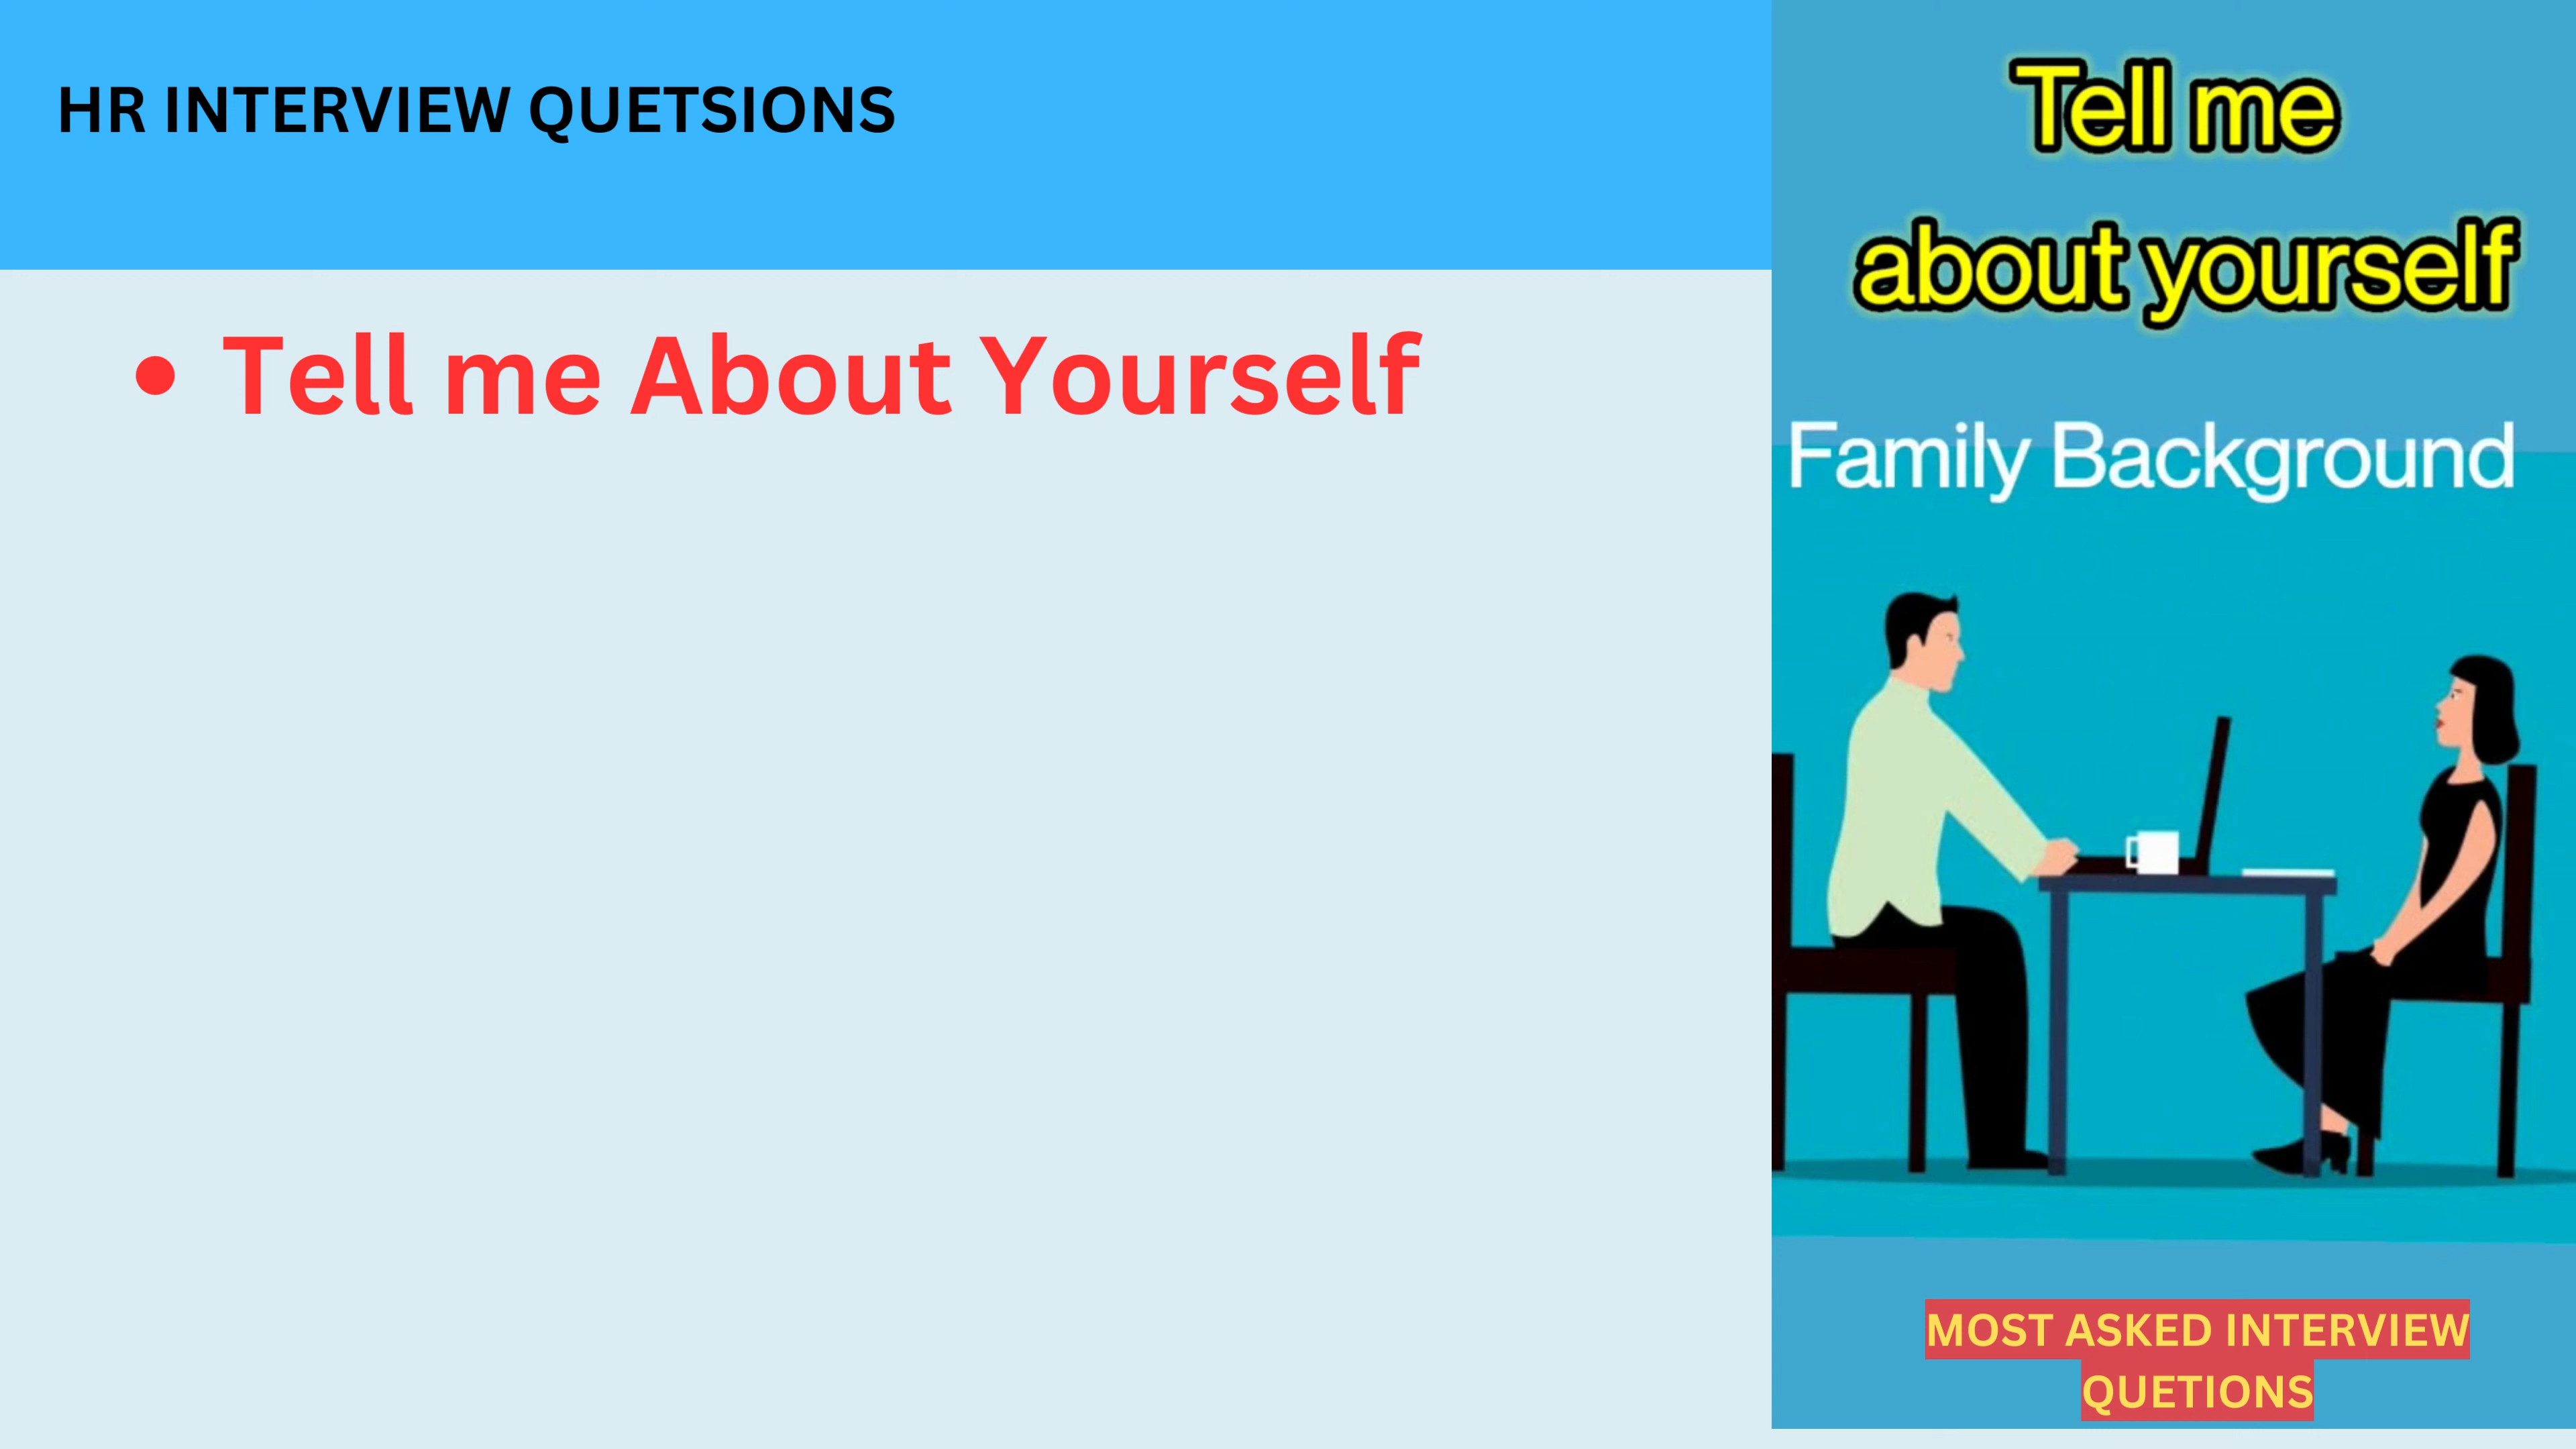 HR INTERVIEW QUETSIONS
• Tell me About Yourself
Tell me
about yourself
Family Background
MOST ASKED INTERVIEW
QUETIONS